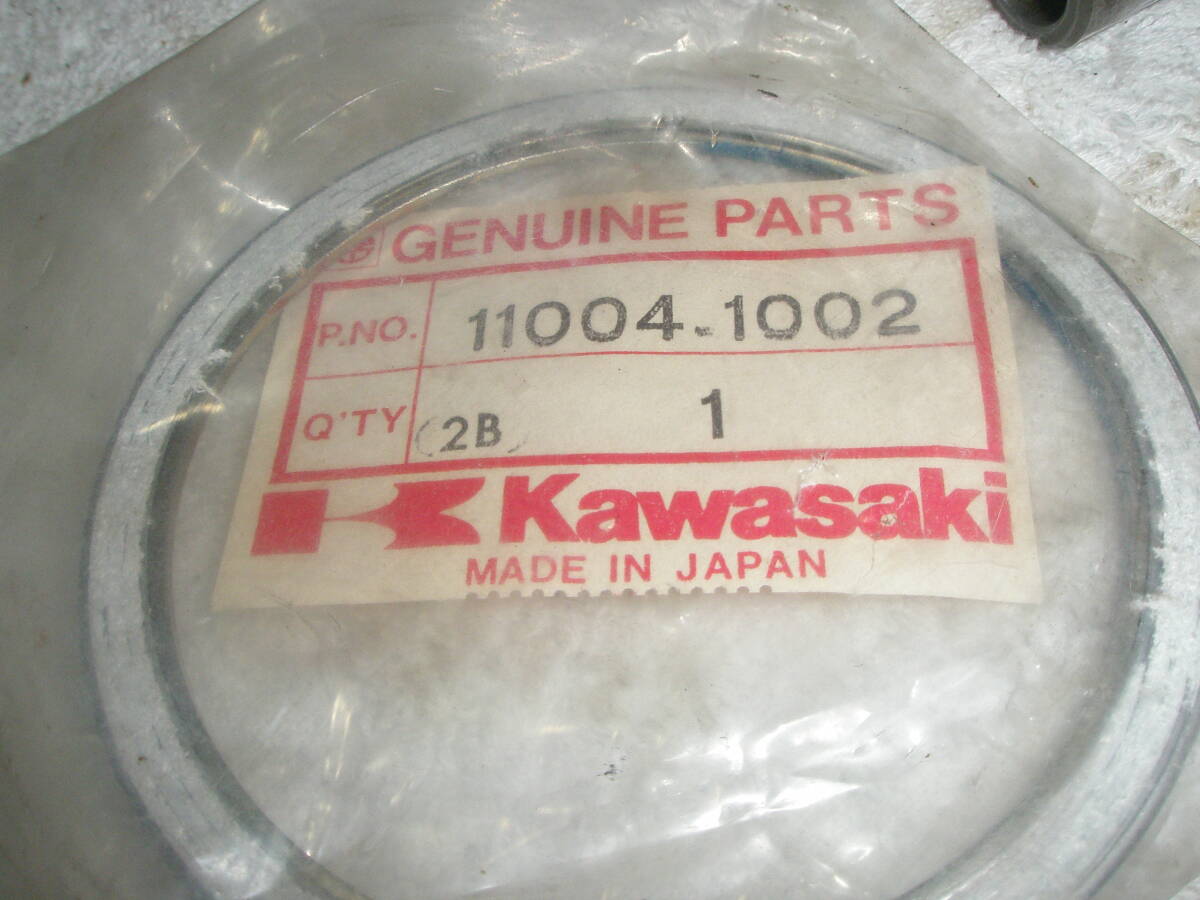 GENUINE PARTS
P.NO. 11004-1002
Q'TY (2B) 1
Kawasaki
MADE IN JAPAN